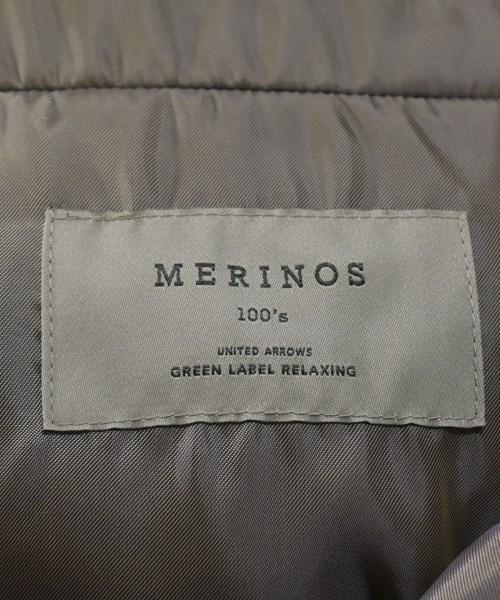 MERINOS
100's
UNITED ARROWS
GREEN LABEL RELAXING